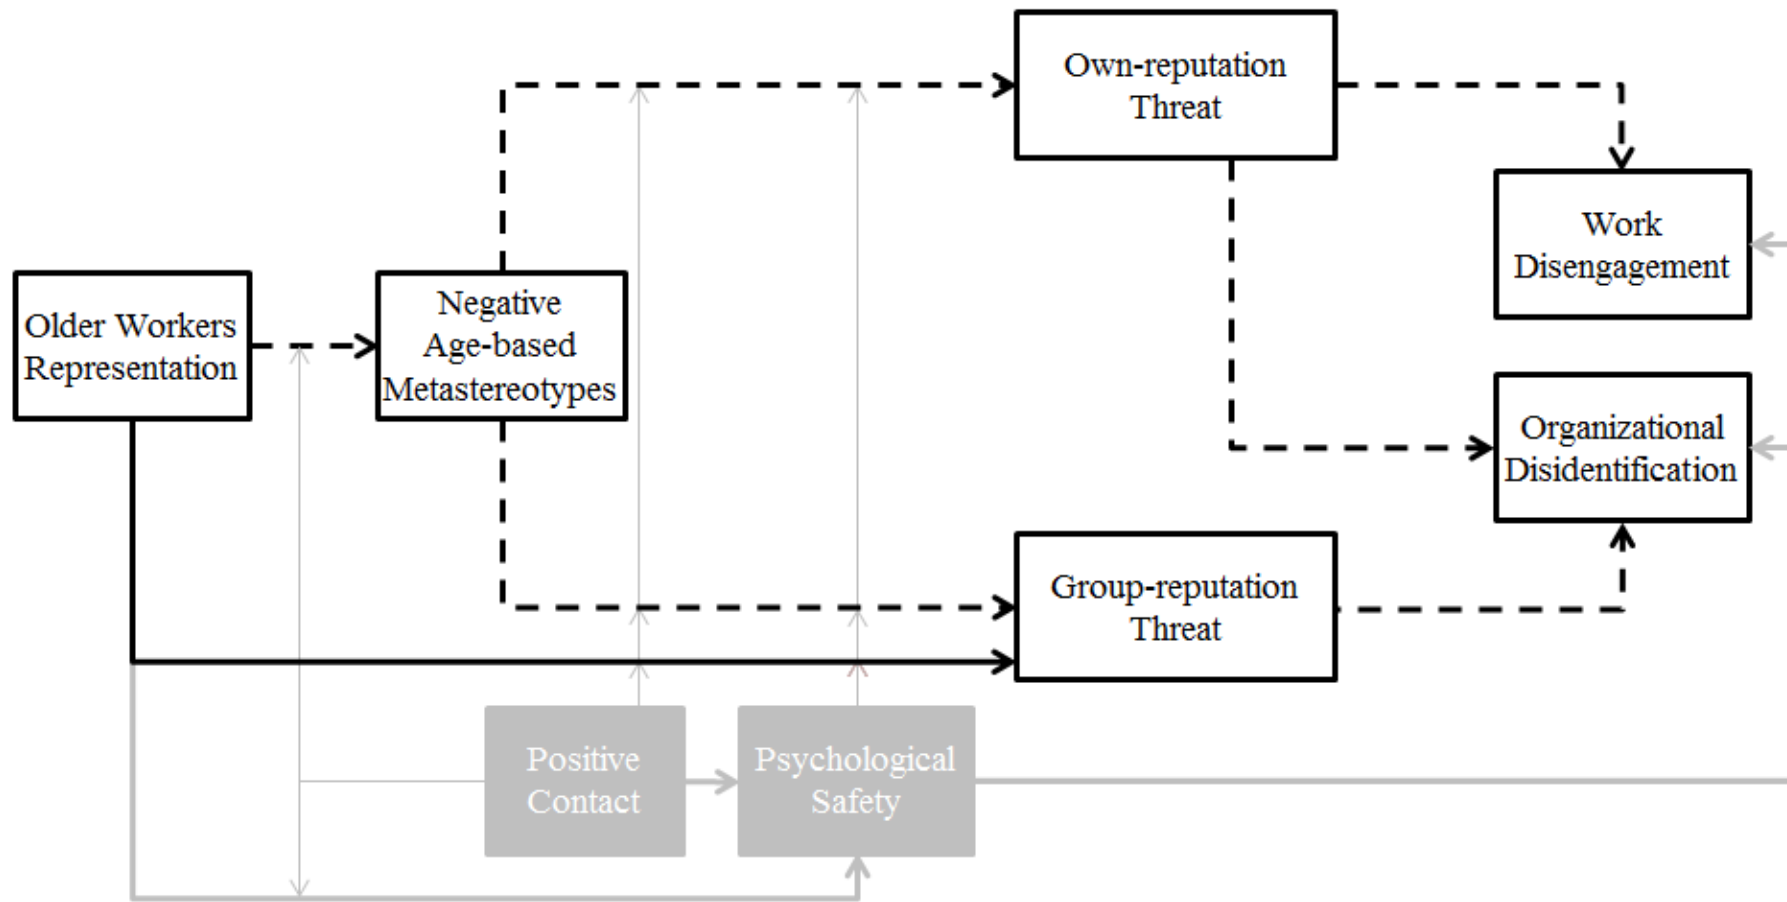 Own-reputation
Threat
Work
Disengagement
Older Workers
Representation
Negative
Age-based
Metastereotypes
Organizational
Disidentification
Group-reputation
Threat
Positive
Contact
Psychological
Safety